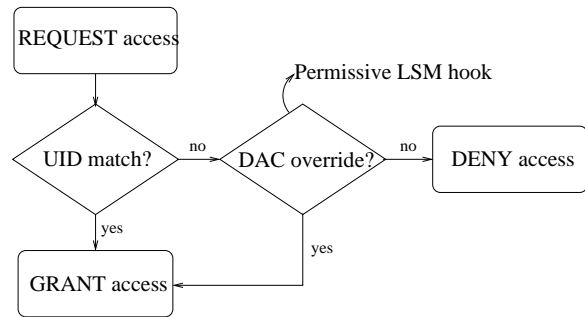 REQUEST access
Permissive LSM hook
UID match?
no
DAC override?
no
DENY access
yes
yes
GRANT access